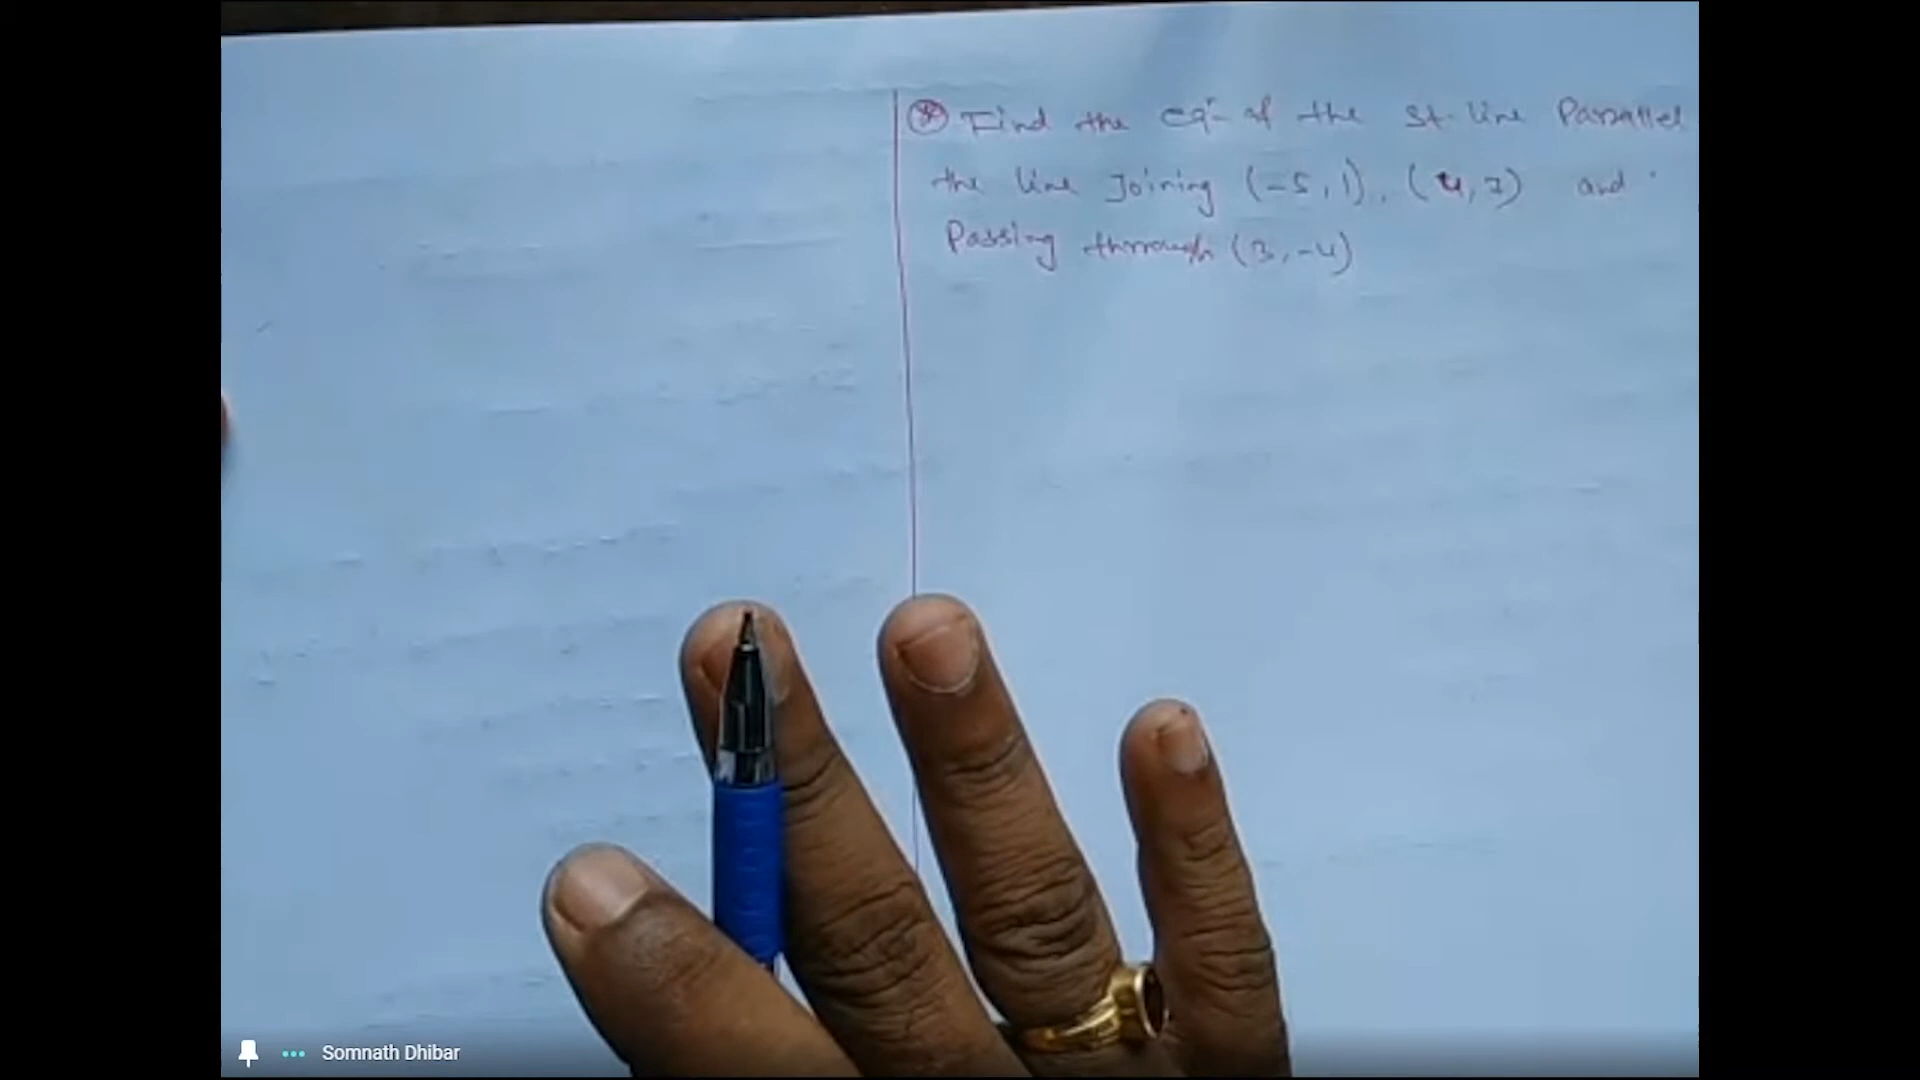 Find the eqn of the st. line Parallel
the line Joining (-5, 1), (4, 7) and
Passing through (3, -4)
Somnath Dhibar